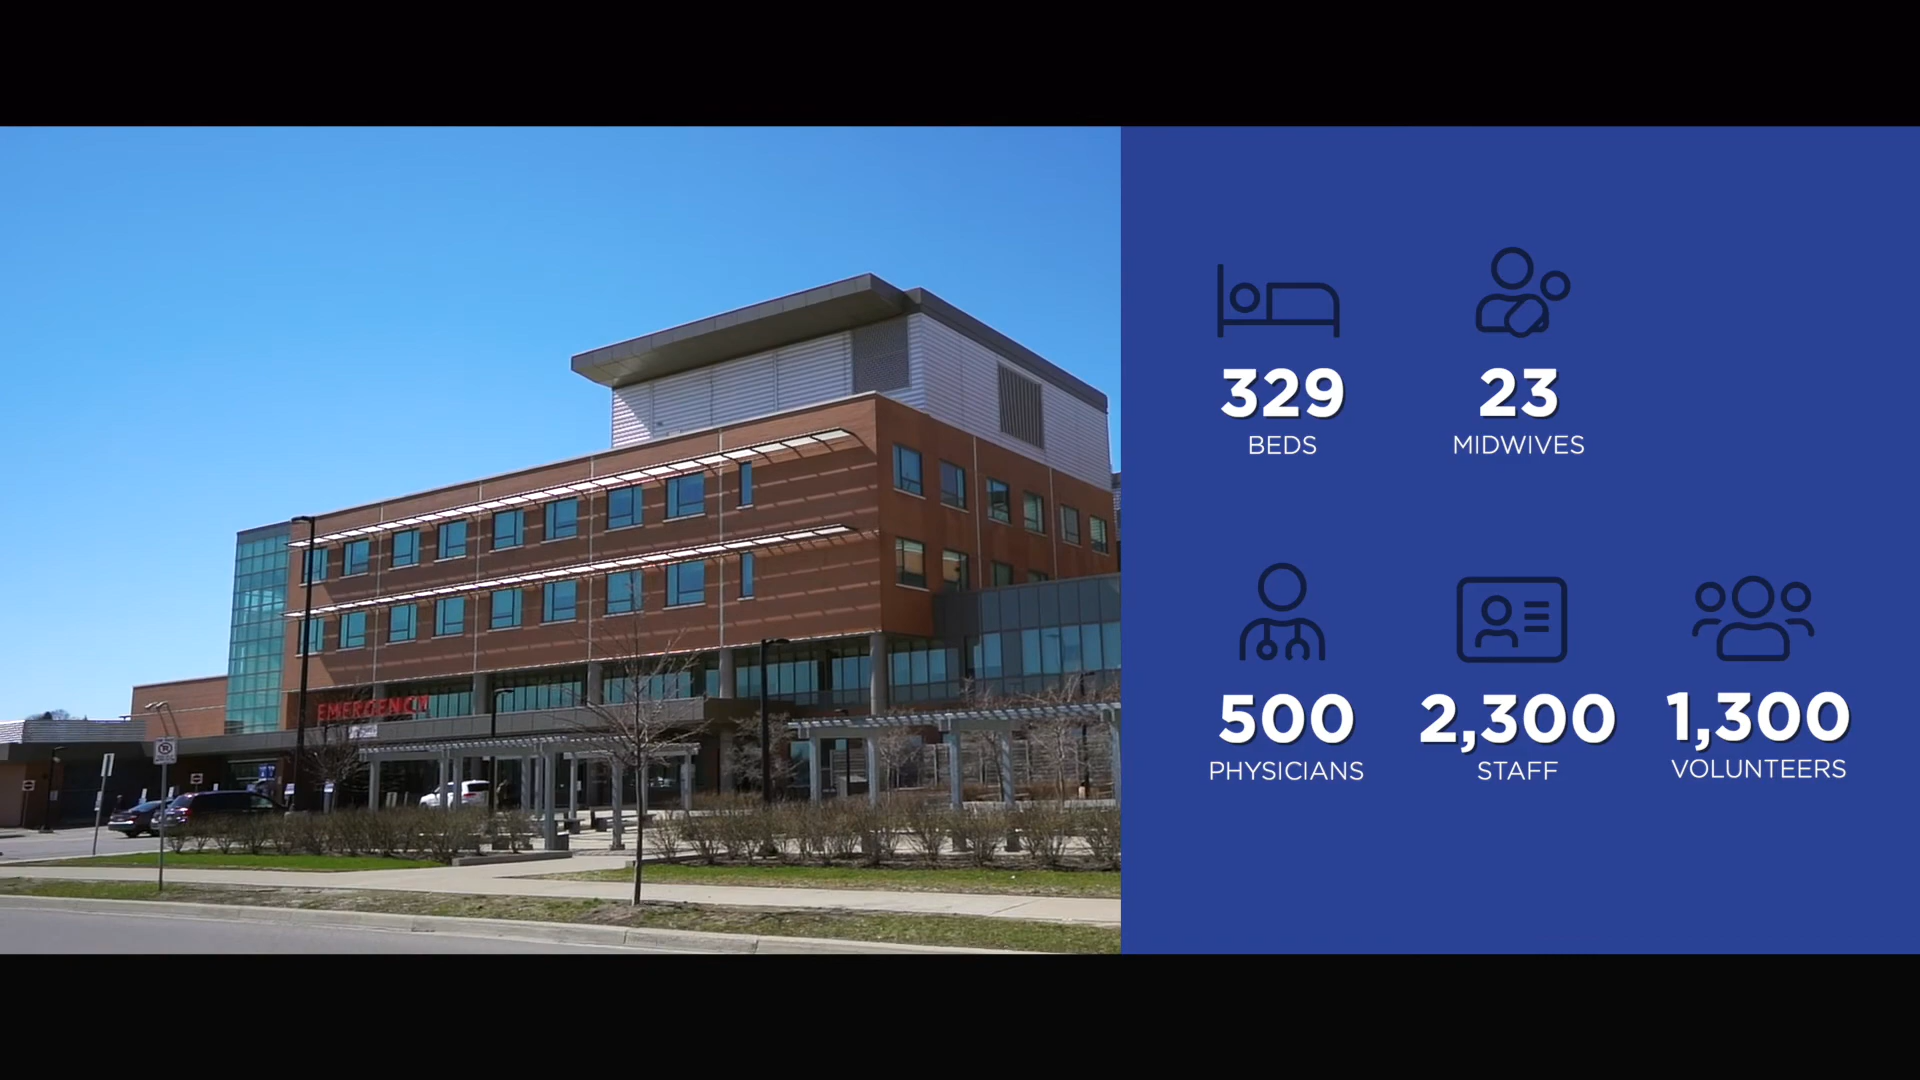 329
BEDS
23
MIDWIVES
500
PHYSICIANS
2,300
STAFF
1,300
VOLUNTEERS
EMERGENCY